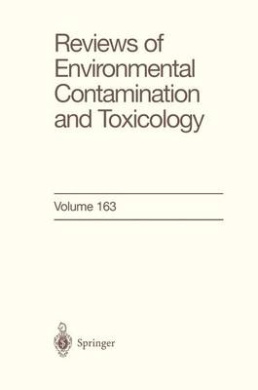 Reviews of
Environmental
Contamination
and Toxicology
Volume 163
Springer